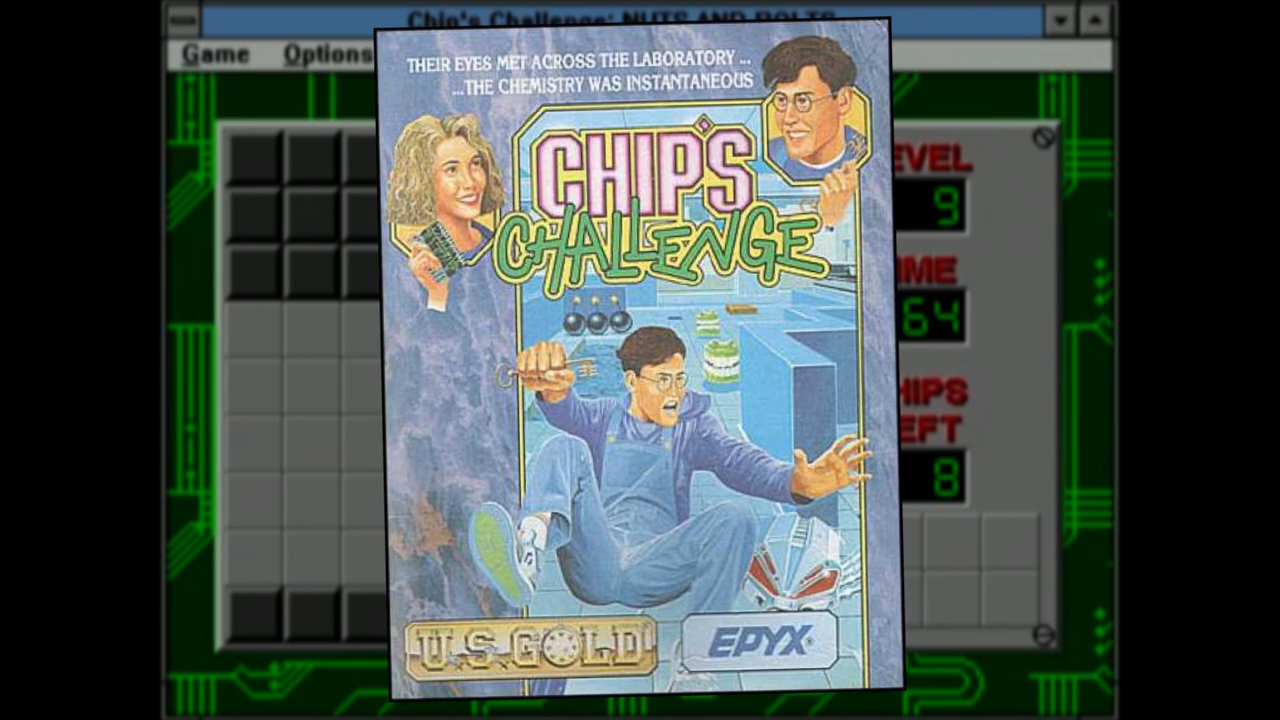 Chip's Challenge: NUTS AND BOLTS
Game Options
THEIR EYES MET ACROSS THE LABORATORY ...
...THE CHEMISTRY WAS INSTANTANEOUS
CHIP'S
CHALLENGE
EVEL
9
IME
64
HIPS
EFT
8
U.S. GOLD
EPYX